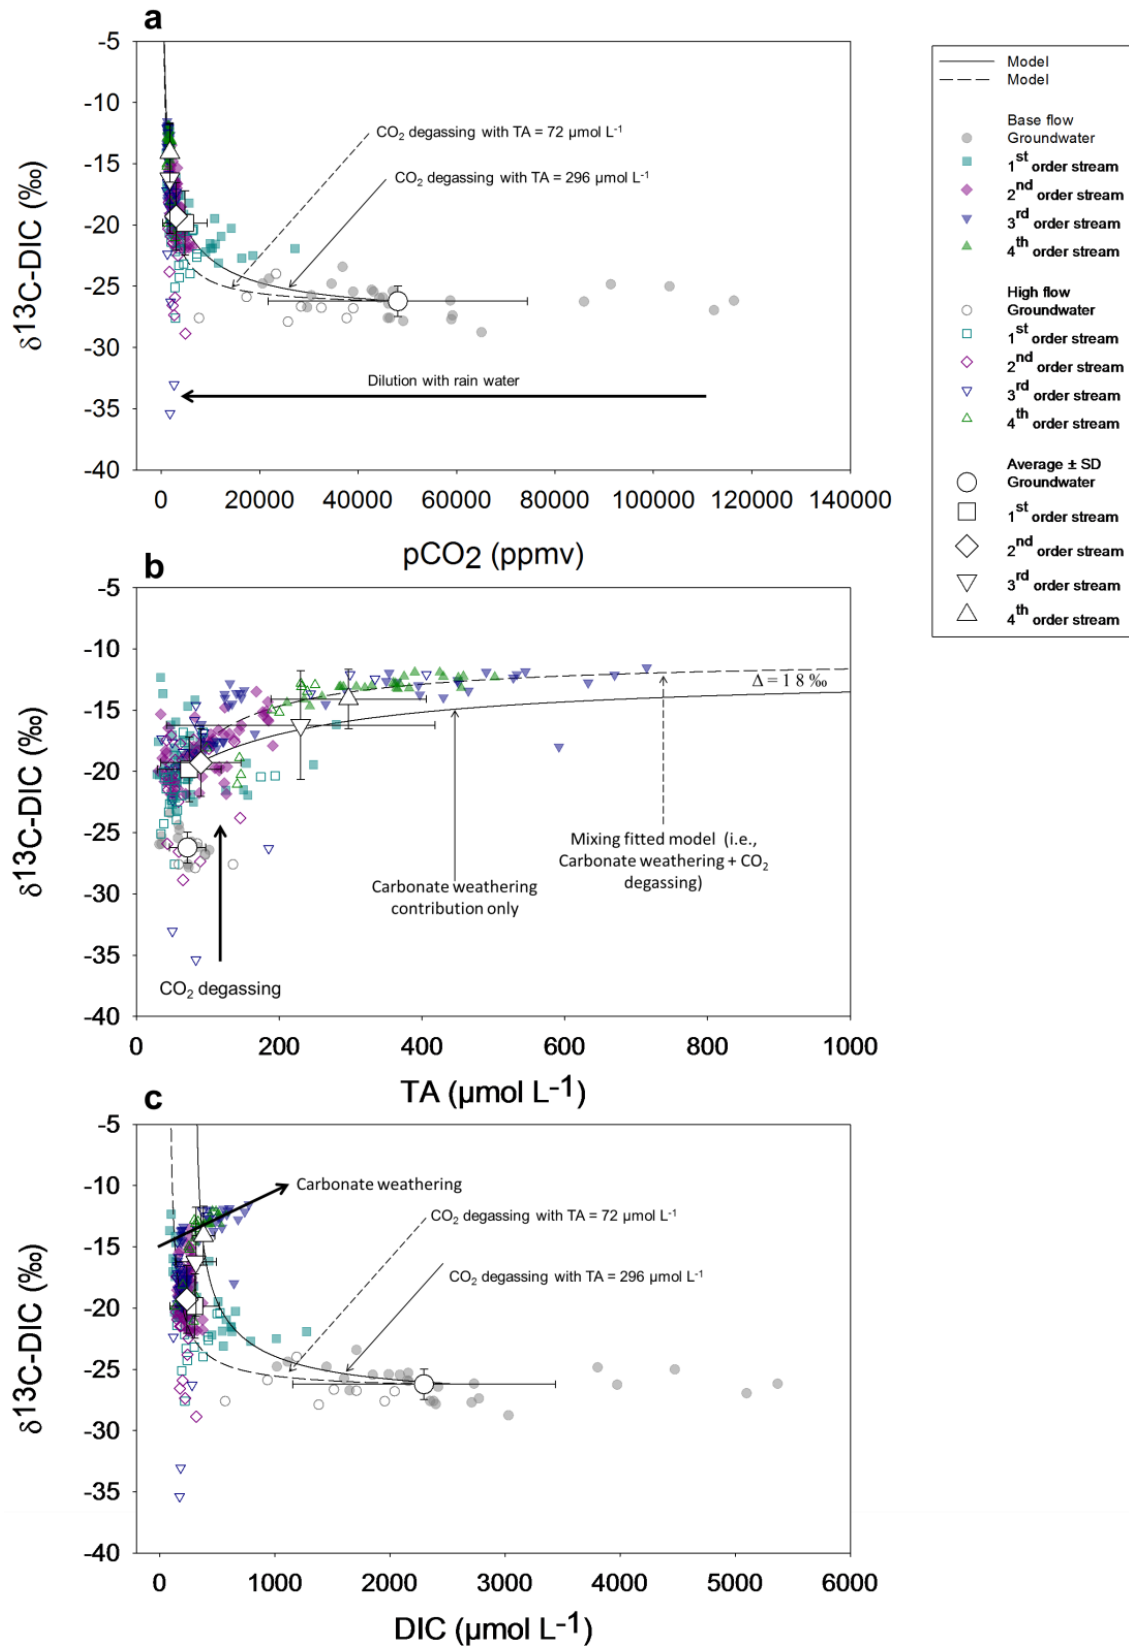 a
-5
-10
-15
-20
-25
-30
-35
-40
δ13C-DIC (‰)
CO2 degassing with TA = 72 µmol L-1
CO2 degassing with TA = 296 µmol L-1
Dilution with rain water
0 20000 40000 60000 80000 100000 120000 140000
pCO2 (ppmv)
Model
Model
Base flow
Groundwater
1st order stream
2nd order stream
3rd order stream
4th order stream
High flow
Groundwater
1st order stream
2nd order stream
3rd order stream
4th order stream
Average ± SD
Groundwater
1st order stream
2nd order stream
3rd order stream
4th order stream
b
-5
-10
-15
-20
-25
-30
-35
-40
δ13C-DIC (‰)
Δ = 1 8 ‰
Mixing fitted model (i.e.,
Carbonate weathering + CO2
degassing)
Carbonate weathering
contribution only
CO2 degassing
0 200 400 600 800 1000
TA (µmol L-1)
c
-5
-10
-15
-20
-25
-30
-35
-40
δ13C-DIC (‰)
Carbonate weathering
CO2 degassing with TA = 72 µmol L-1
CO2 degassing with TA = 296 µmol L-1
0 1000 2000 3000 4000 5000 6000
DIC (µmol L-1)